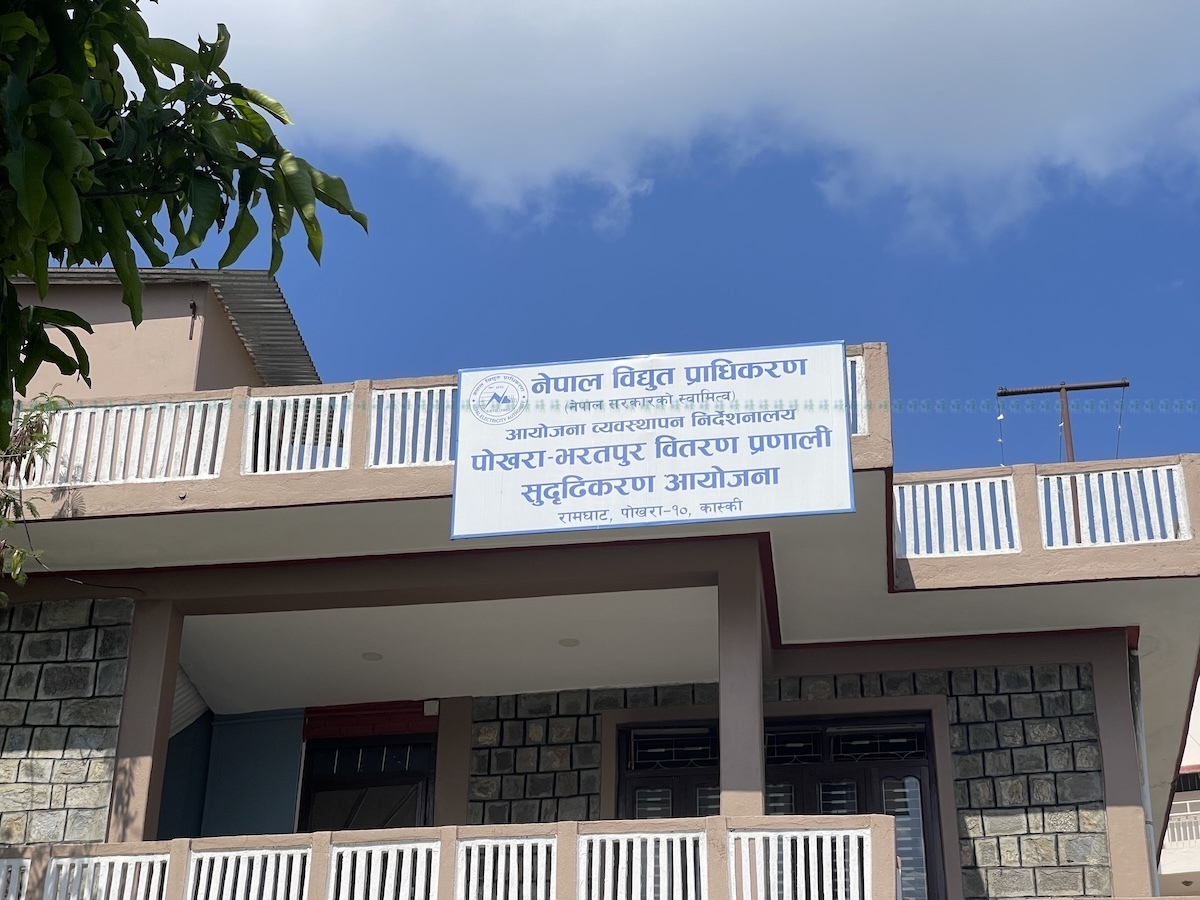 नेपाल विद्युत प्राधिकरण
(नेपाल सरकारको स्वामित्व)
आयोजना व्यवस्थापन निर्देशनालय
पोखरा-भरतपुर वितरण प्रणाली
सुदृढिकरण आयोजना
रामघाट, पोखरा-१०, कास्की